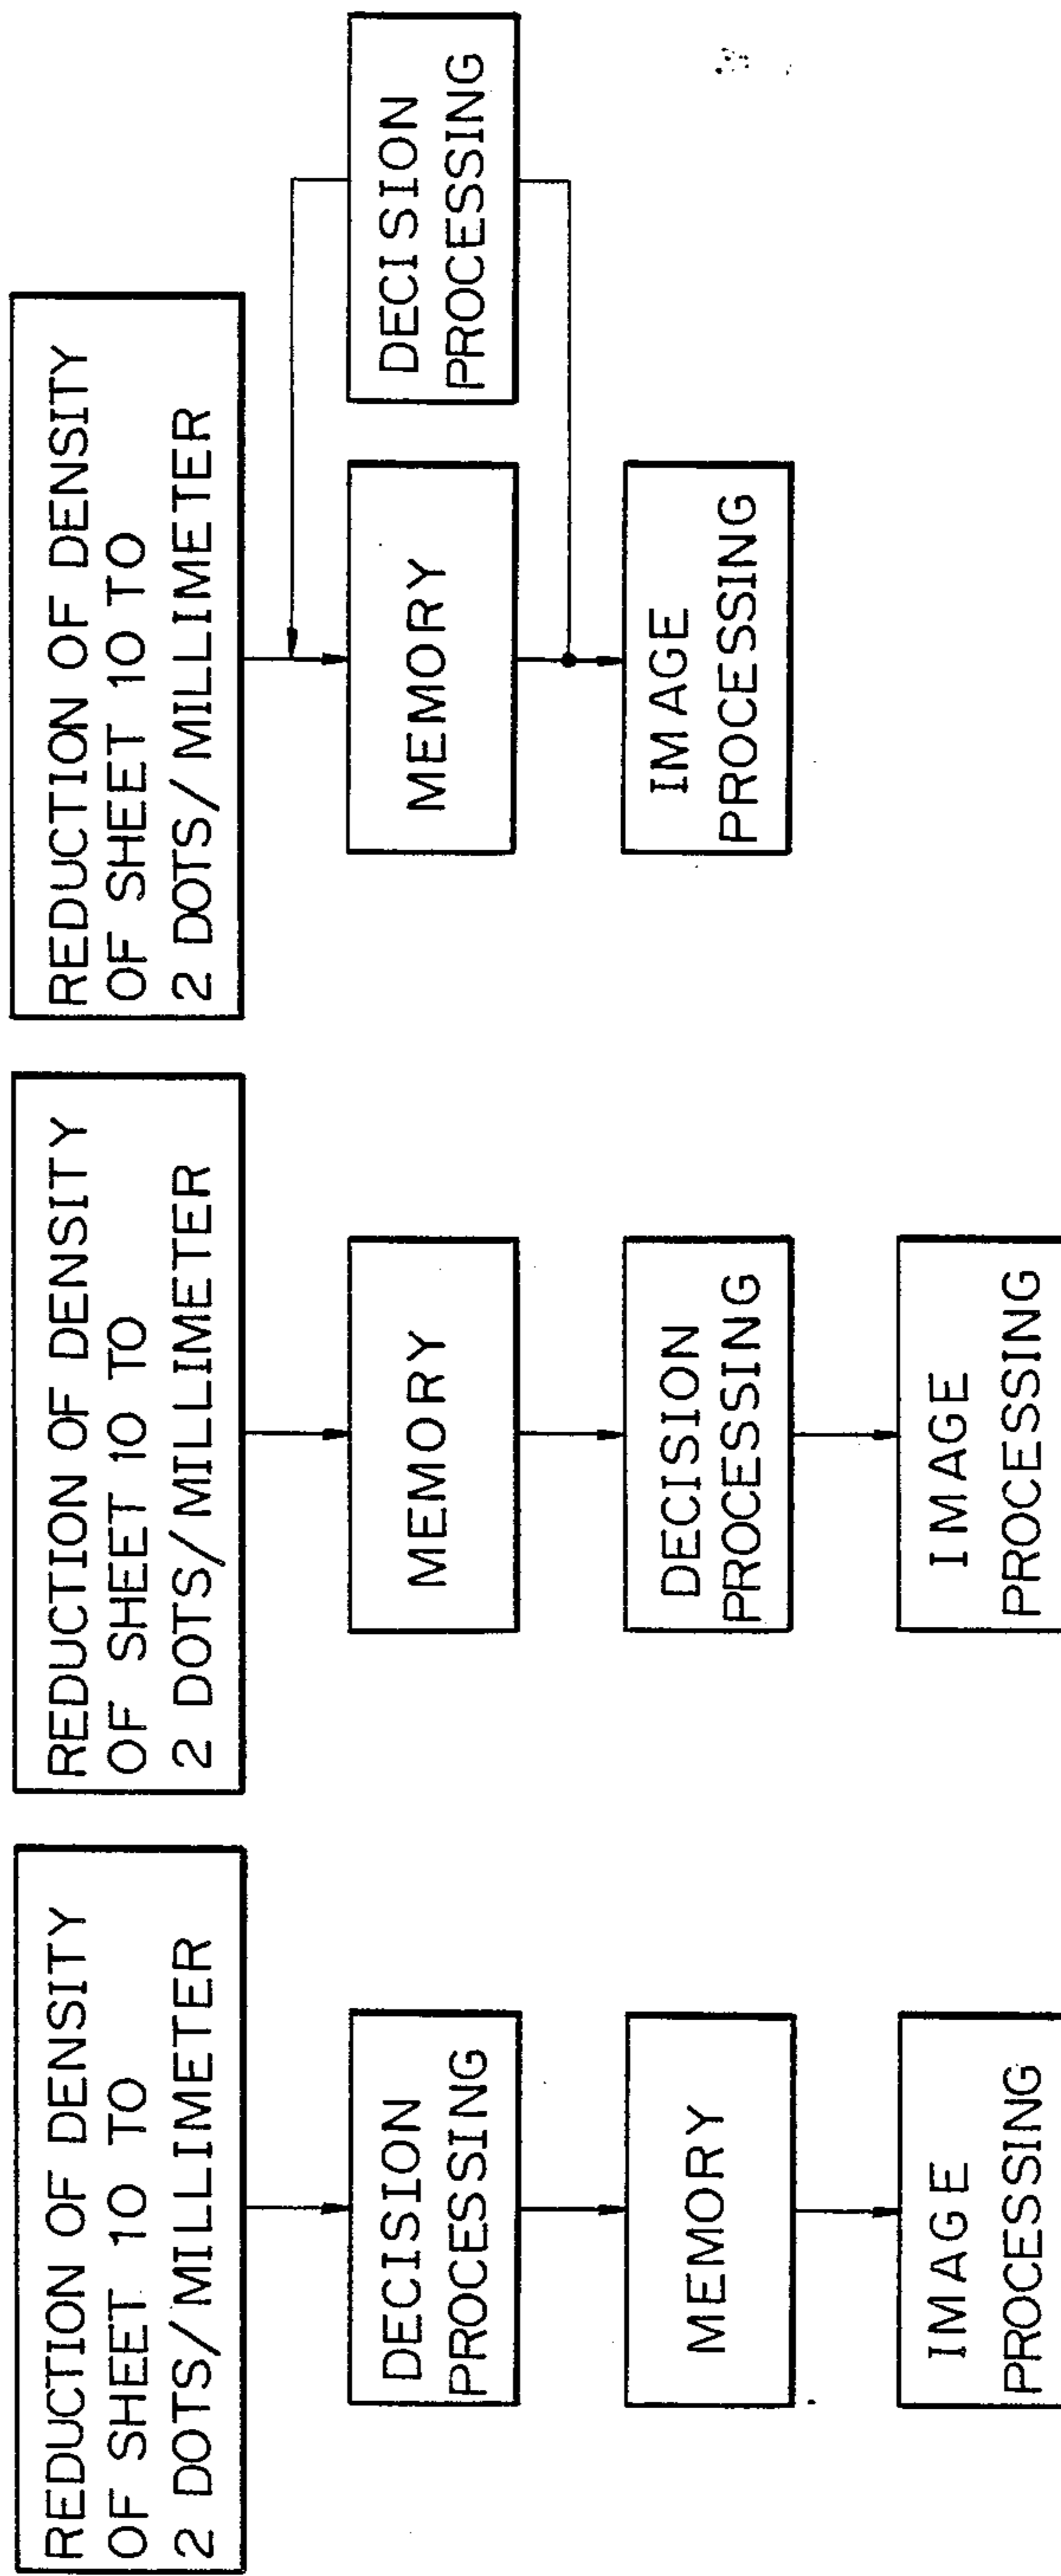 REDUCTION OF DENSITY
OF SHEET 10 TO
2 DOTS/MILLIMETER
DECISION
PROCESSING
MEMORY
IMAGE
PROCESSING
REDUCTION OF DENSITY
OF SHEET 10 TO
2 DOTS/MILLIMETER
MEMORY
DECISION
PROCESSING
IMAGE
PROCESSING
REDUCTION OF DENSITY
OF SHEET 10 TO
2 DOTS/MILLIMETER
MEMORY
DECISION
PROCESSING
IMAGE
PROCESSING